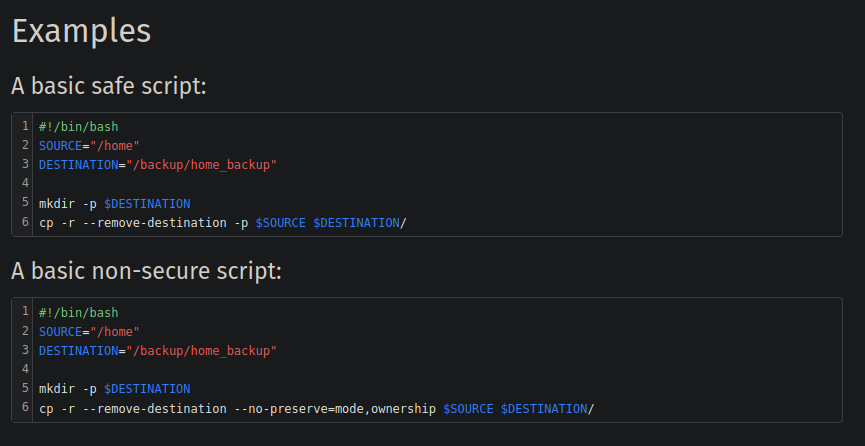 Examples
A basic safe script:
1 #!/bin/bash
2 SOURCE="/home"
3 DESTINATION="/backup/home_backup"
4
5 mkdir -p $DESTINATION
6 cp -r --remove-destination -p $SOURCE $DESTINATION/
A basic non-secure script:
1 #!/bin/bash
2 SOURCE="/home"
3 DESTINATION="/backup/home_backup"
4
5 mkdir -p $DESTINATION
6 cp -r --remove-destination --no-preserve=mode,ownership $SOURCE $DESTINATION/